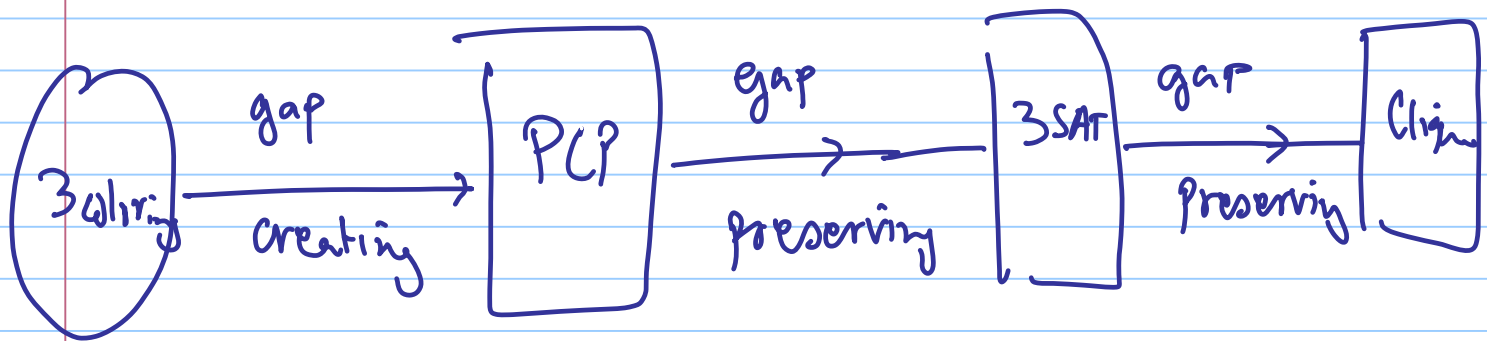 3coloring
gap
creating
PCP
gap
preserving
3SAT
gap
Preserving
Cliq